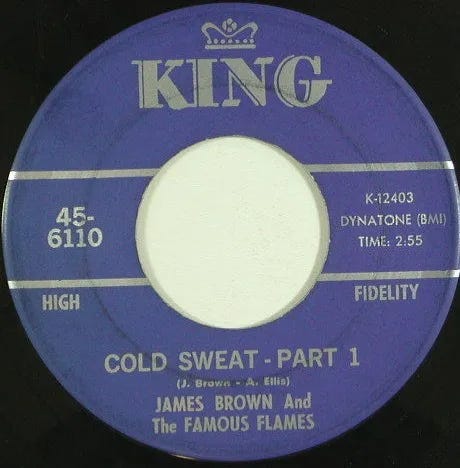 KING
45-
6110
K-12403
DYNATONE (BMI)
TIME: 2:55
HIGH
FIDELITY
COLD SWEAT - PART 1
(J. Brown - A. Ellis)
JAMES BROWN And
The FAMOUS FLAMES